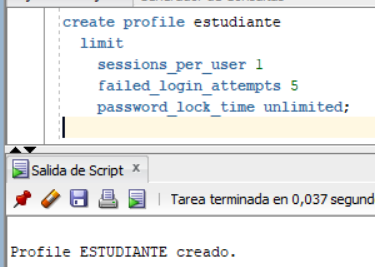 create profile estudiante
limit
sessions_per_user 1
failed_login_attempts 5
password_lock_time unlimited;
Salida de Script x
Tarea terminada en 0,037 segund
Profile ESTUDIANTE creado.